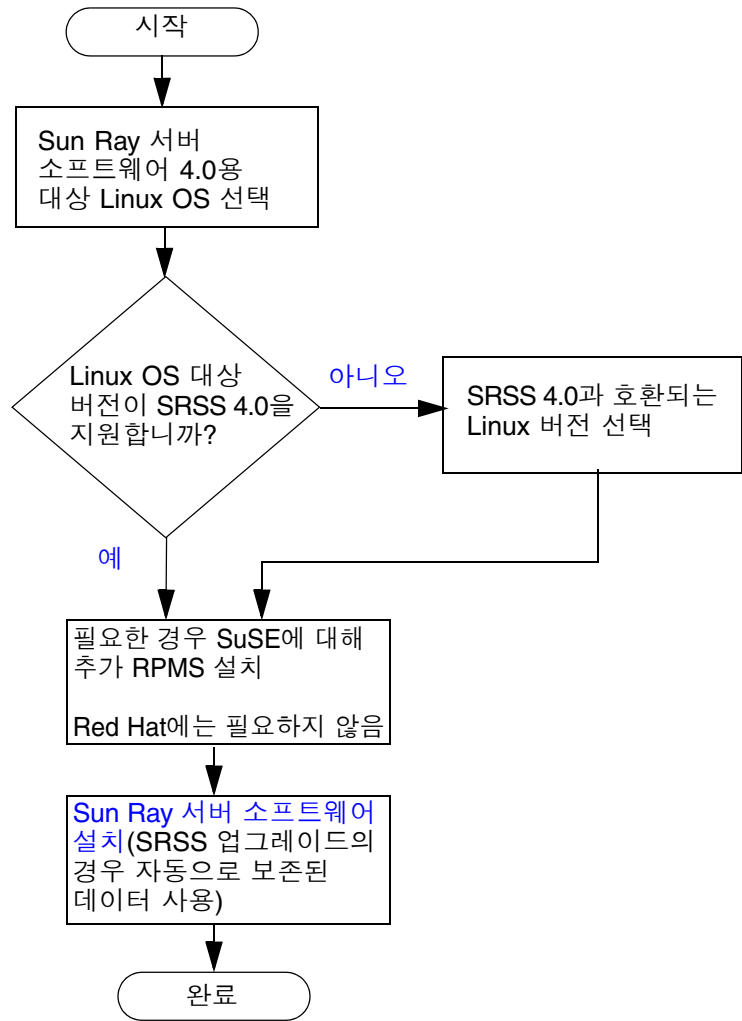 시작
Sun Ray 서버
소프트웨어 4.0용
대상 Linux OS 선택
Linux OS 대상
버전이 SRSS 4.0을
지원합니까?
아니오
SRSS 4.0과 호환되는
Linux 버전 선택
예
필요한 경우 SuSE에 대해
추가 RPMS 설치
Red Hat에는 필요하지 않음
Sun Ray 서버 소프트웨어
설치(SRSS 업그레이드의
경우 자동으로 보존된
데이터 사용)
완료